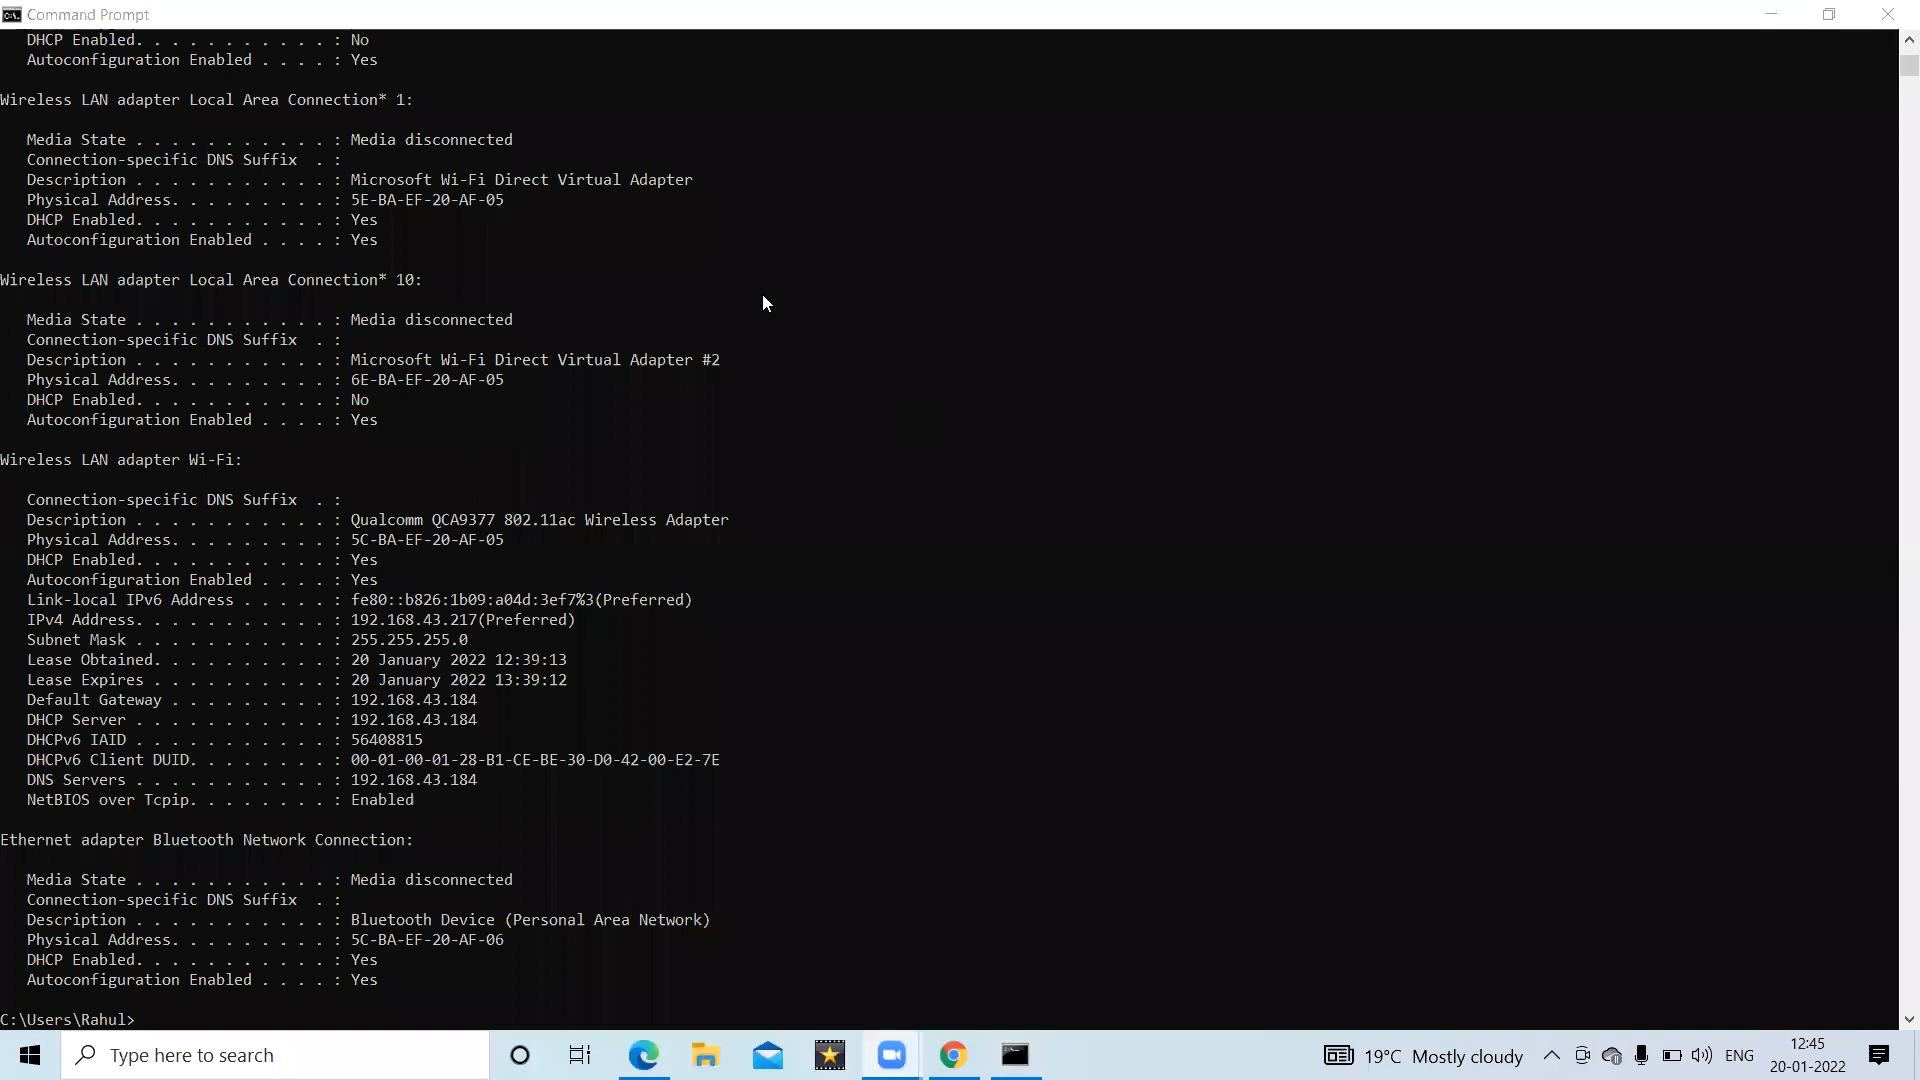 Command Prompt
DHCP Enabled. . . . . . . . . . . : No
Autoconfiguration Enabled . . . . : Yes
Wireless LAN adapter Local Area Connection* 1:
Media State . . . . . . . . . . . : Media disconnected
Connection-specific DNS Suffix  . :
Description . . . . . . . . . . . : Microsoft Wi-Fi Direct Virtual Adapter
Physical Address. . . . . . . . . : 5E-BA-EF-20-AF-05
DHCP Enabled. . . . . . . . . . . : Yes
Autoconfiguration Enabled . . . . : Yes
Wireless LAN adapter Local Area Connection* 10:
Media State . . . . . . . . . . . : Media disconnected
Connection-specific DNS Suffix  . :
Description . . . . . . . . . . . : Microsoft Wi-Fi Direct Virtual Adapter #2
Physical Address. . . . . . . . . : 6E-BA-EF-20-AF-05
DHCP Enabled. . . . . . . . . . . : No
Autoconfiguration Enabled . . . . : Yes
Wireless LAN adapter Wi-Fi:
Connection-specific DNS Suffix  . :
Description . . . . . . . . . . . : Qualcomm QCA9377 802.11ac Wireless Adapter
Physical Address. . . . . . . . . : 5C-BA-EF-20-AF-05
DHCP Enabled. . . . . . . . . . . : Yes
Autoconfiguration Enabled . . . . : Yes
Link-local IPv6 Address . . . . . : fe80::b826:1b09:a04d:3ef7%3(Preferred)
IPv4 Address. . . . . . . . . . . : 192.168.43.217(Preferred)
Subnet Mask . . . . . . . . . . . : 255.255.255.0
Lease Obtained. . . . . . . . . . : 20 January 2022 12:39:13
Lease Expires . . . . . . . . . . : 20 January 2022 13:39:12
Default Gateway . . . . . . . . . : 192.168.43.184
DHCP Server . . . . . . . . . . . : 192.168.43.184
DHCPv6 IAID . . . . . . . . . . . : 56408815
DHCPv6 Client DUID. . . . . . . . : 00-01-00-01-28-B1-CE-BE-30-D0-42-00-E2-7E
DNS Servers . . . . . . . . . . . : 192.168.43.184
NetBIOS over Tcpip. . . . . . . . : Enabled
Ethernet adapter Bluetooth Network Connection:
Media State . . . . . . . . . . . : Media disconnected
Connection-specific DNS Suffix  . :
Description . . . . . . . . . . . : Bluetooth Device (Personal Area Network)
Physical Address. . . . . . . . . : 5C-BA-EF-20-AF-06
DHCP Enabled. . . . . . . . . . . : Yes
Autoconfiguration Enabled . . . . : Yes
C:\Users\Rahul>
Type here to search
19°C Mostly cloudy
ENG
12:45
20-01-2022